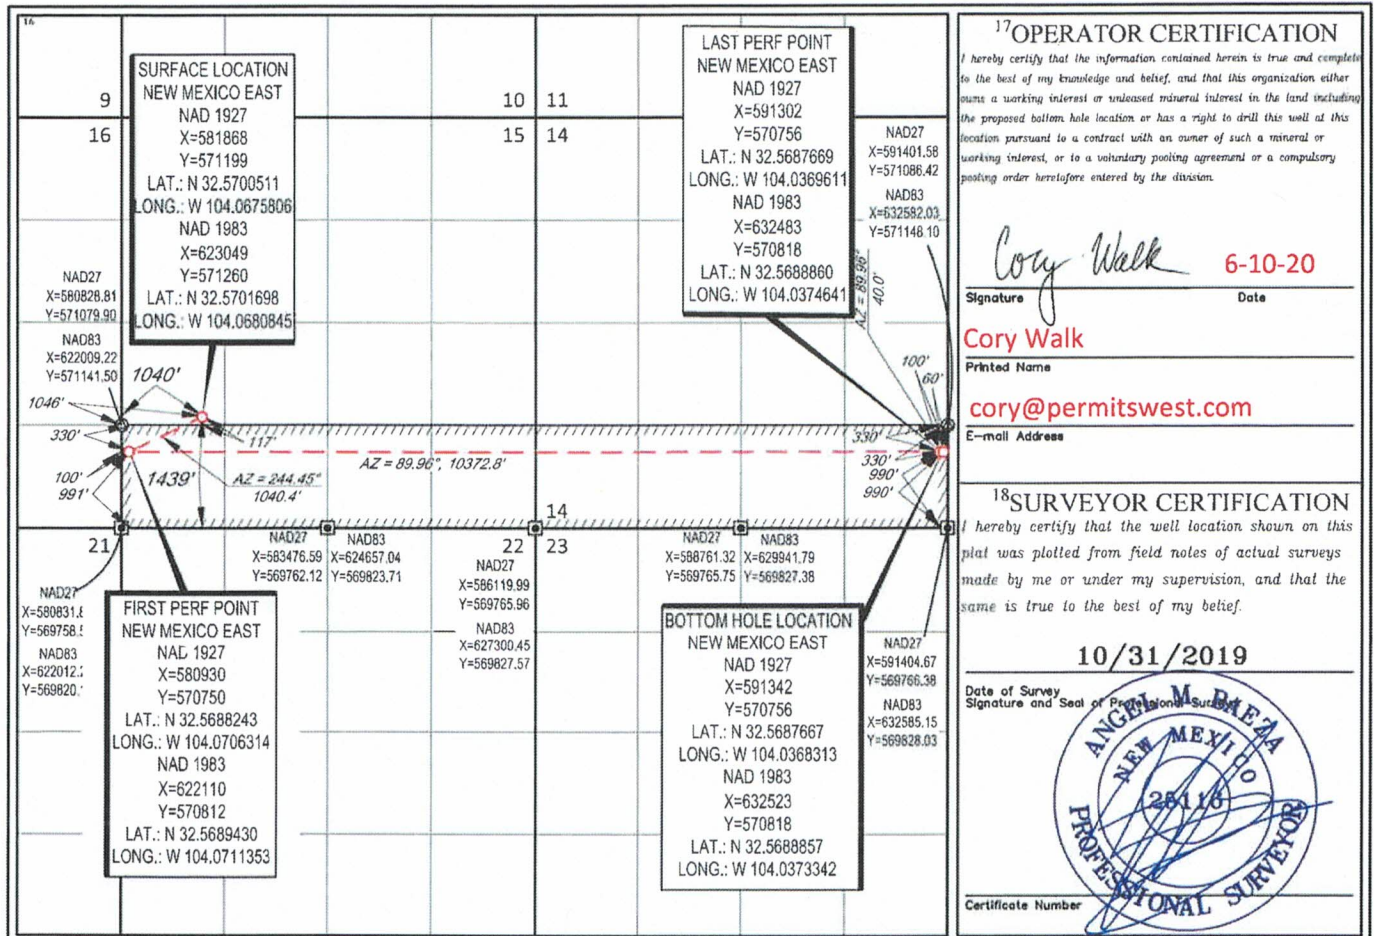 16
9
10
11
16
15
14
SURFACE LOCATION
NEW MEXICO EAST
NAD 1927
X=581868
Y=571199
LAT.: N 32.5700511
LONG.: W 104.0675806
NAD 1983
X=623049
Y=571260
LAT.: N 32.5701698
LONG.: W 104.0680845
LAST PERF POINT
NEW MEXICO EAST
NAD 1927
X=591302
Y=570756
LAT.: N 32.5687669
LONG.: W 104.0369611
NAD 1983
X=632483
Y=570818
LAT.: N 32.5688860
LONG.: W 104.0374641
NAD27
X=591401.58
Y=571086.42
NAD83
X=632582.03
Y=571148.10
AZ = 89.96°
40.0'
NAD27
X=580828.81
Y=571079.90
NAD83
X=622009.22
Y=571141.50
1040'
1046'
330'
117'
100'
991'
1439'
AZ = 244.45°
1040.4'
AZ = 89.96°, 10372.8'
100'
60'
330'
330'
990'
990'
14
21
22
23
NAD27
X=583476.59
Y=569762.12
NAD83
X=624657.04
Y=569823.71
NAD27
X=586119.99
Y=569765.96
NAD83
X=627300.45
Y=569827.57
NAD27
X=588761.32
Y=569765.75
NAD83
X=629941.79
Y=569827.38
NAD27
X=580831.
Y=569758.
NAD83
X=622012.
Y=569820.
FIRST PERF POINT
NEW MEXICO EAST
NAD 1927
X=580930
Y=570750
LAT.: N 32.5688243
LONG.: W 104.0706314
NAD 1983
X=622110
Y=570812
LAT.: N 32.5689430
LONG.: W 104.0711353
BOTTOM HOLE LOCATION
NEW MEXICO EAST
NAD 1927
X=591342
Y=570756
LAT.: N 32.5687667
LONG.: W 104.0368313
NAD 1983
X=632523
Y=570818
LAT.: N 32.5688857
LONG.: W 104.0373342
NAD27
X=591404.67
Y=569766.38
NAD83
X=632585.15
Y=569828.03
17 OPERATOR CERTIFICATION
I hereby certify that the information contained herein is true and complete
to the best of my knowledge and belief, and that this organization either
owns a working interest or unleased mineral interest in the land including
the proposed bottom hole location or has a right to drill this well at this
location pursuant to a contract with an owner of such a mineral or
working interest, or to a voluntary pooling agreement or a compulsory
pooling order heretofore entered by the division.
Cory Walk 6-10-20
Signature Date
Cory Walk
Printed Name
cory@permitswest.com
E-mail Address
18 SURVEYOR CERTIFICATION
I hereby certify that the well location shown on this
plat was plotted from field notes of actual surveys
made by me or under my supervision, and that the
same is true to the best of my belief.
10/31/2019
Date of Survey
Signature and Seal of Professional Surveyor
ANGEL M. BAEZA
NEW MEXICO
25116
PROFESSIONAL SURVEYOR
Certificate Number